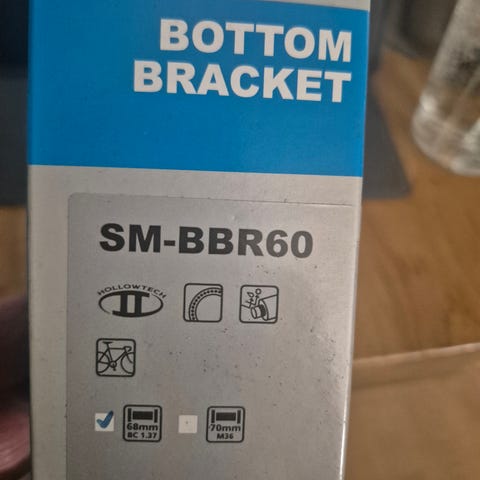 BOTTOM
BRACKET
SM-BBR60
HOLLOWTECH
II
68mm
BC 1.37
70mm
M36